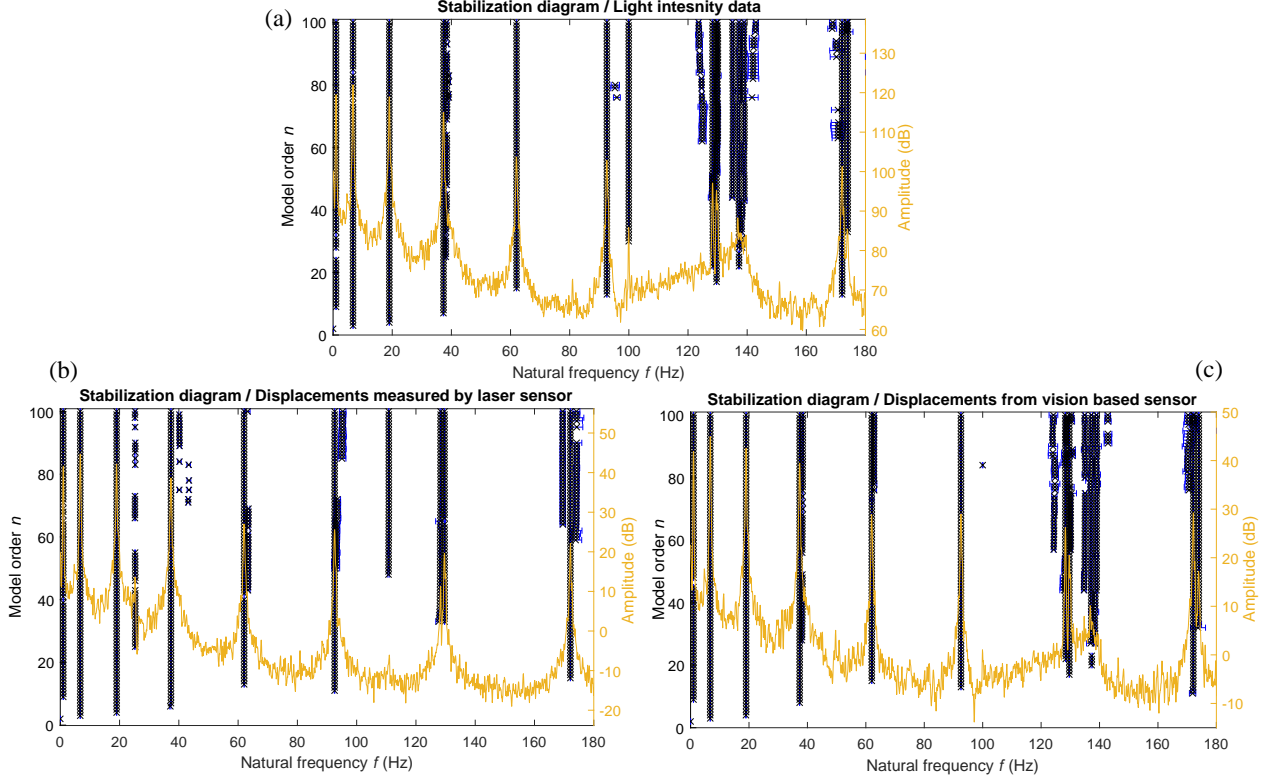 (a)
Stabilization diagram / Light intesnity data
100
80
60
40
20
0
Model order n
130
120
110
100
90
80
70
60
Amplitude (dB)
0 20 40 60 80 100 120 140 160 180
Natural frequency f (Hz)
(b)
Stabilization diagram / Displacements measured by laser sensor
100
80
60
40
20
0
Model order n
50
40
30
20
10
0
-10
-20
Amplitude (dB)
0 20 40 60 80 100 120 140 160 180
Natural frequency f (Hz)
(c)
Stabilization diagram / Displacements from vision based sensor
100
80
60
40
20
0
Model order n
50
40
30
20
10
0
-10
Amplitude (dB)
0 20 40 60 80 100 120 140 160 180
Natural frequency f (Hz)